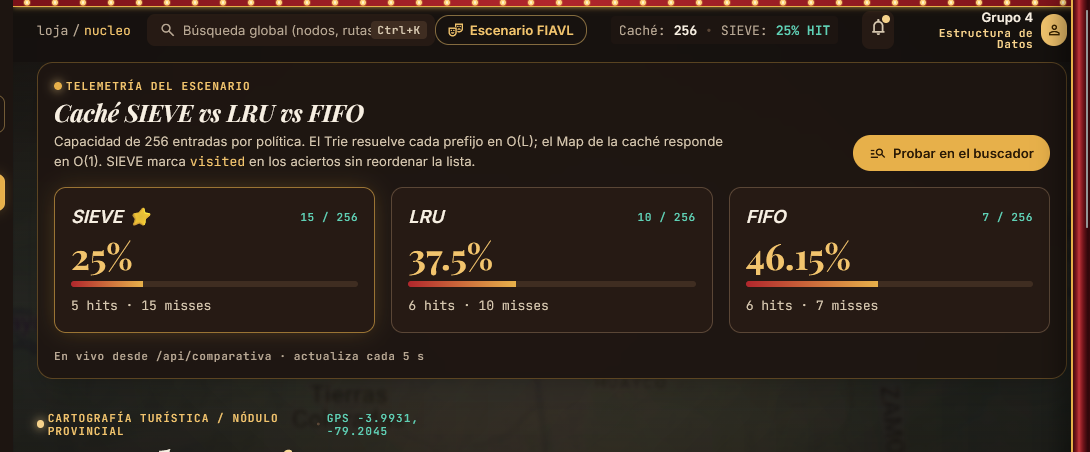 loja / nucleo
Búsqueda global (nodos, rutas
Ctrl+K
Escenario FIAVL
Caché: 256 • SIEVE: 25% HIT
Grupo 4
Estructura de
Datos
TELEMETRÍA DEL ESCENARIO
Caché SIEVE vs LRU vs FIFO
Capacidad de 256 entradas por política. El Trie resuelve cada prefijo en O(L); el Map de la caché responde
en O(1). SIEVE marca visited en los aciertos sin reordenar la lista.
Probar en el buscador
SIEVE
15 / 256
25%
5 hits · 15 misses
LRU
10 / 256
37.5%
6 hits · 10 misses
FIFO
7 / 256
46.15%
6 hits · 7 misses
En vivo desde /api/comparativa · actualiza cada 5 s
Tierras
CARTOGRAFÍA TURÍSTICA / NÓDULO
PROVINCIAL
GPS -3.9931,
-79.2045